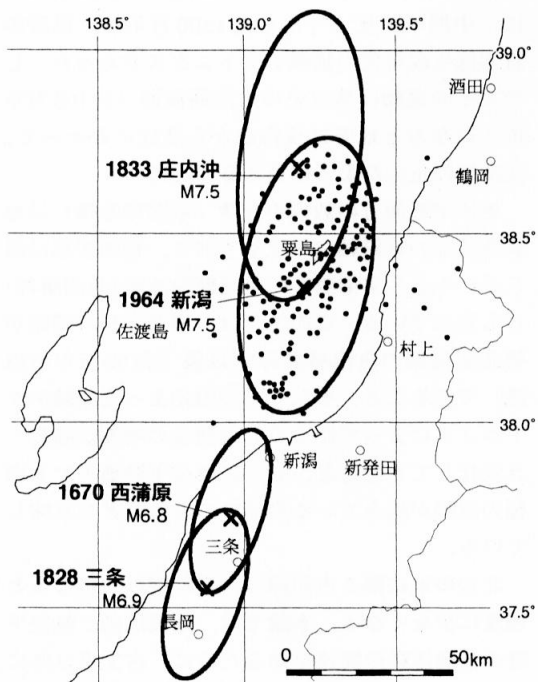 138.5° 139.0° 139.5°
39.0°
酒田
1833 庄内沖
M7.5
鶴岡
38.5°
粟島
1964 新潟
M7.5
佐渡島
村上
38.0°
新潟
新発田
1670 西蒲原
M6.8
三条
1828 三条
M6.9
37.5°
長岡
0 50km